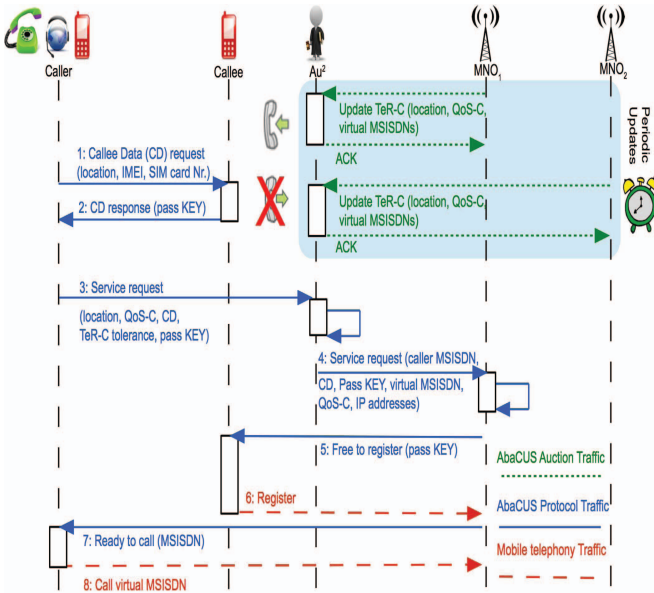 Caller
Callee
Au²
MNO₁
MNO₂
Periodic
Updates
Update TeR-C (location, QoS-C,
virtual MSISDNs)
ACK
1: Callee Data (CD) request
(location, IMEI, SIM card Nr.)
2: CD response (pass KEY)
Update TeR-C (location, QoS-C,
virtual MSISDNs)
ACK
3: Service request
(location, QoS-C, CD,
TeR-C tolerance, pass KEY)
4: Service request (caller MSISDN,
CD, Pass KEY, virtual MSISDN,
QoS-C, IP addresses)
5: Free to register (pass KEY)
AbaCUS Auction Traffic
6: Register
AbaCUS Protocol Traffic
7: Ready to call (MSISDN)
Mobile telephony Traffic
8: Call virtual MSISDN